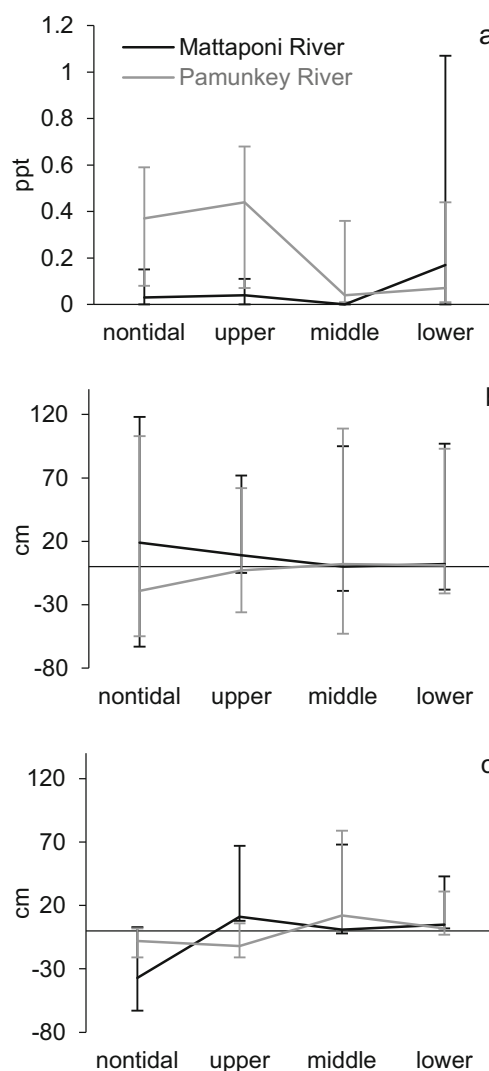 a
1.2
1
0.8
0.6
0.4
0.2
0
ppt
Mattaponi River
Pamunkey River
nontidal upper middle lower
120
70
20
-30
-80
cm
nontidal upper middle lower
c
120
70
20
-30
-80
cm
nontidal upper middle lower